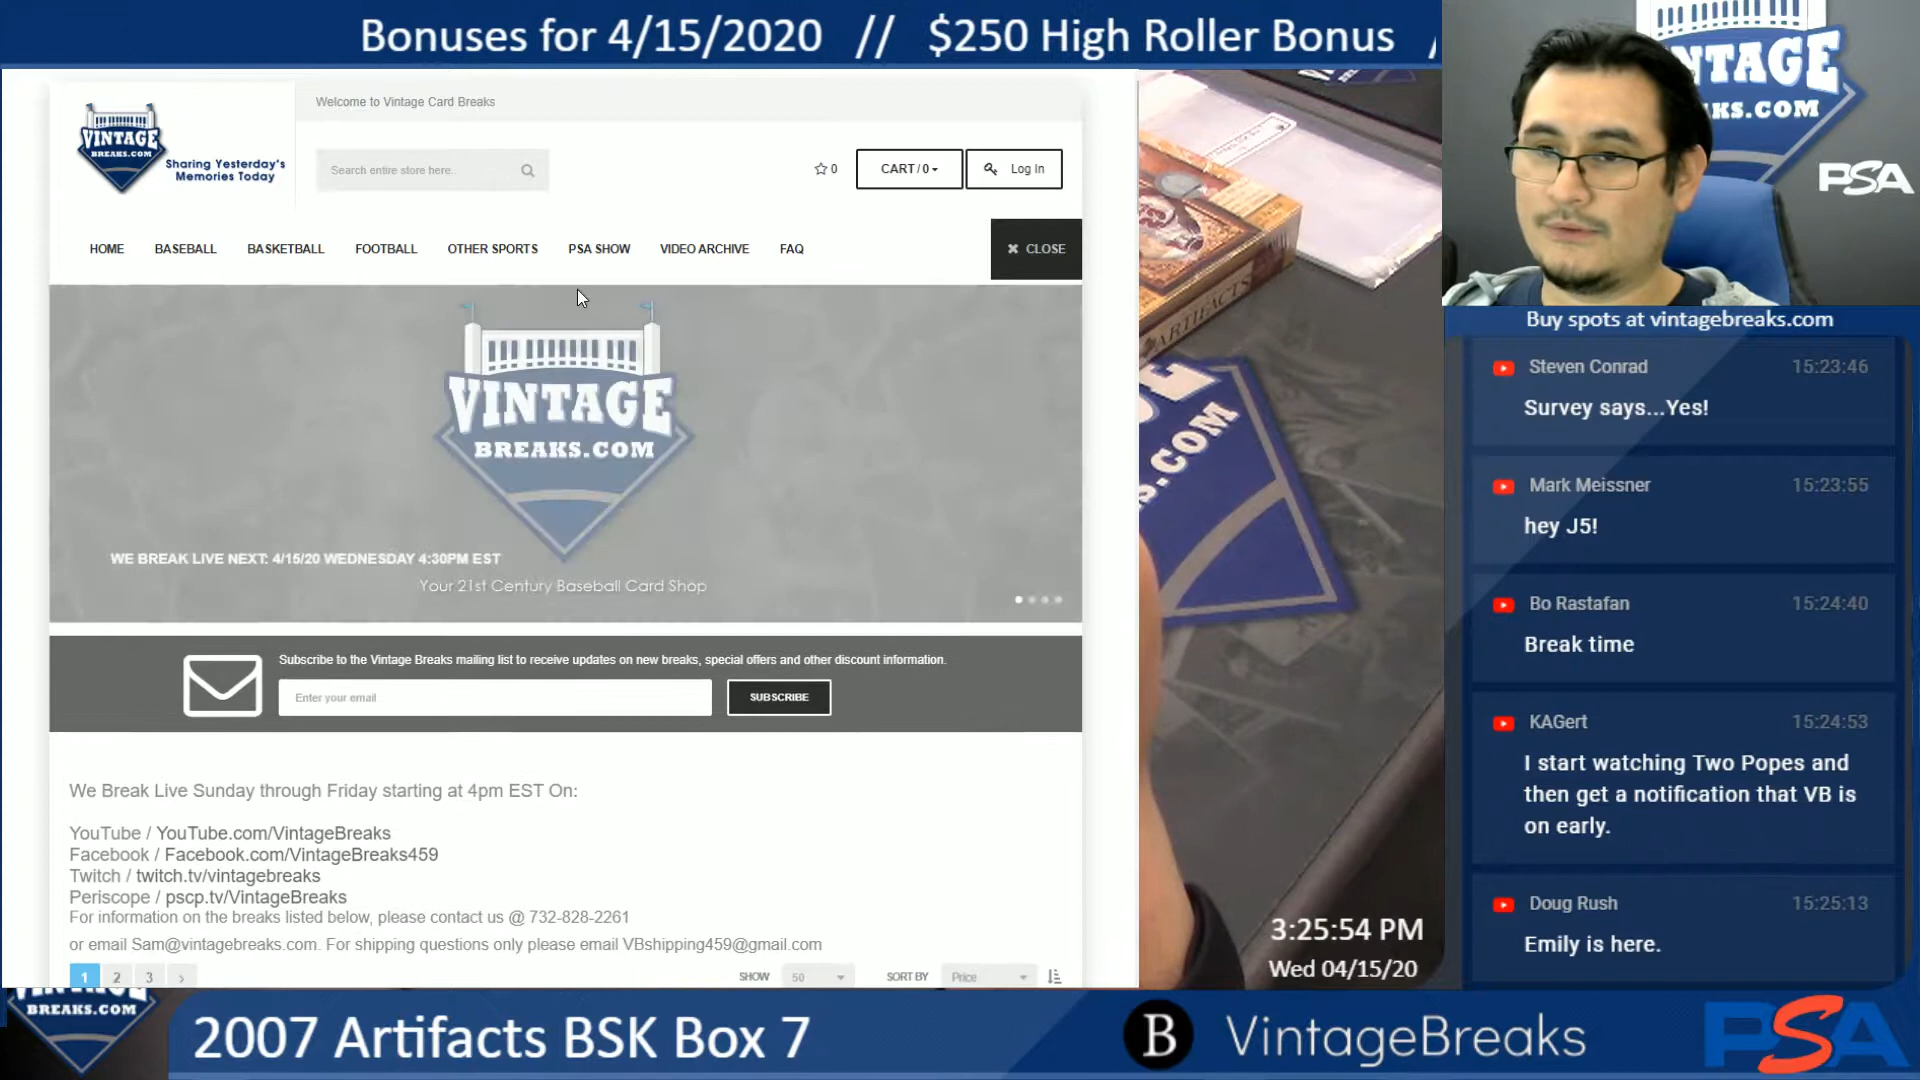 Bonuses for 4/15/2020 // $250 High Roller Bonus /
Welcome to Vintage Card Breaks
VINTAGE
BREAKS.COM
Sharing Yesterday's
Memories Today
Search entire store here..
0
CART / 0
Log In
HOME
BASEBALL
BASKETBALL
FOOTBALL
OTHER SPORTS
PSA SHOW
VIDEO ARCHIVE
FAQ
CLOSE
VINTAGE
BREAKS.COM
WE BREAK LIVE NEXT: 4/15/20 WEDNESDAY 4:30PM EST
Your 21st Century Baseball Card Shop
Subscribe to the Vintage Breaks mailing list to receive updates on new breaks, special offers and other discount information.
Enter your email
SUBSCRIBE
We Break Live Sunday through Friday starting at 4pm EST On:
YouTube / YouTube.com/VintageBreaks
Facebook / Facebook.com/VintageBreaks459
Twitch / twitch.tv/vintagebreaks
Periscope / pscp.tv/VintageBreaks
For information on the breaks listed below, please contact us @ 732-828-2261
or email Sam@vintagebreaks.com. For shipping questions only please email VBshipping459@gmail.com
1 2 3 >
SHOW 50 SORT BY Price
ARTIFACTS
.COM
3:25:54 PM
Wed 04/15/20
NTAGE
KS.COM
PSA
Buy spots at vintagebreaks.com
Steven Conrad 15:23:46
Survey says...Yes!
Mark Meissner 15:23:55
hey J5!
Bo Rastafan 15:24:40
Break time
KAGert 15:24:53
I start watching Two Popes and
then get a notification that VB is
on early.
Doug Rush 15:25:13
Emily is here.
BREAKS.COM
2007 Artifacts BSK Box 7
B VintageBreaks
PSA